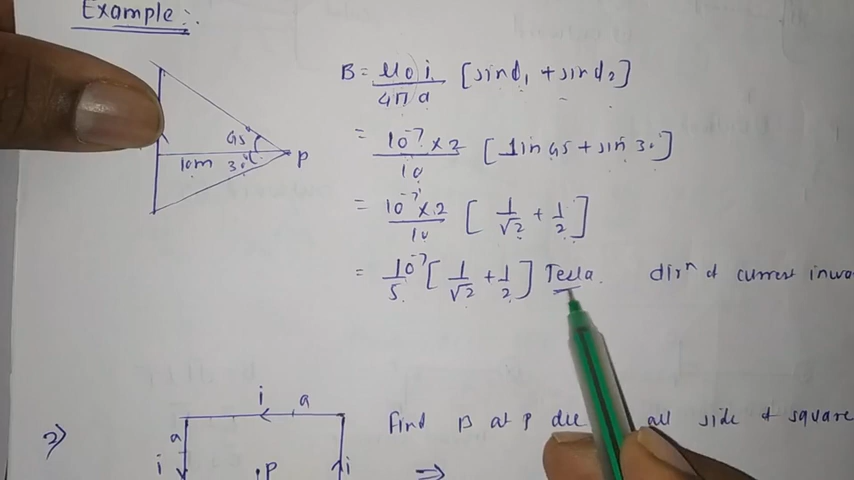 Example :.
B = μ0 i / 4π a [sin d1 + sin d2]
45
30
10m
P
= 10^-7 × 2 / 10 [sin 45 + sin 30]
= 10^-7 × 2 / 10 [1/√2 + 1/2]
= 10^-7 / 5 [1/√2 + 1/2] Tesla. dirⁿ of current inwa
i a
2) Find B at P due all side of square
a
i P i ⇒